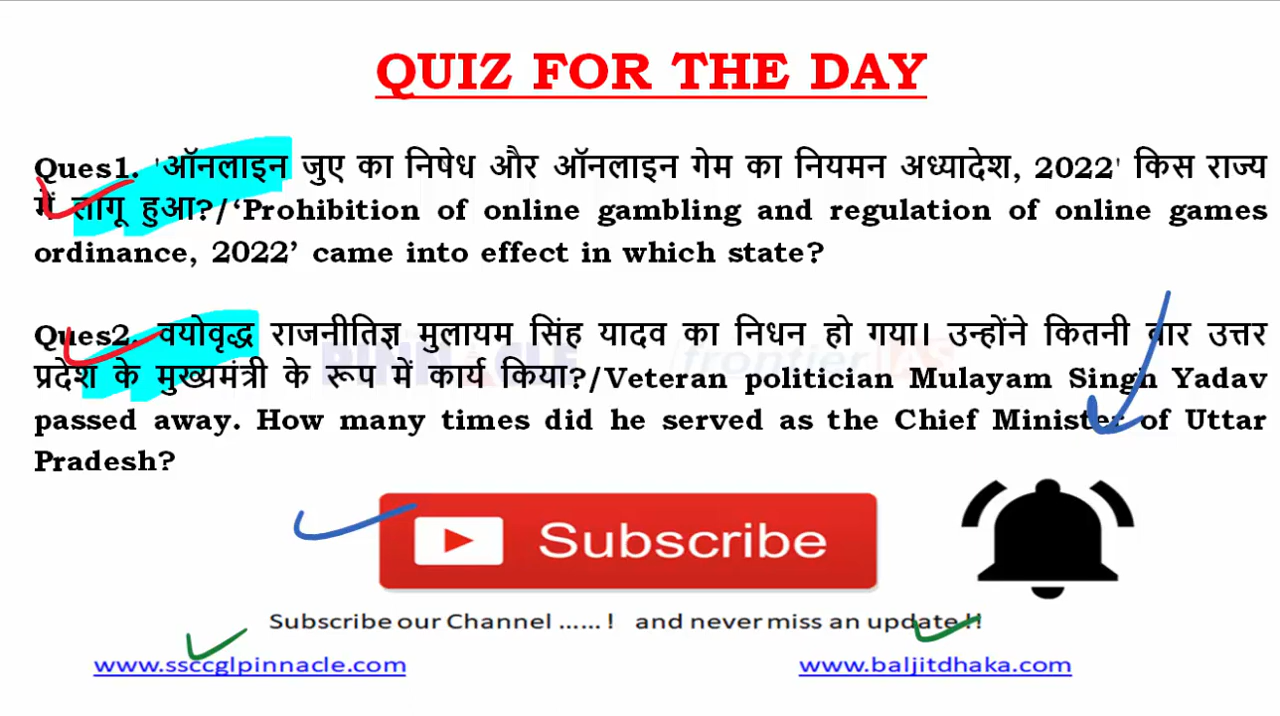 QUIZ FOR THE DAY
Ques1. 'ऑनलाइन जुए का निषेध और ऑनलाइन गेम का नियमन अध्यादेश, 2022' किस राज्य
में लागू हुआ?/‘Prohibition of online gambling and regulation of online games
ordinance, 2022’ came into effect in which state?
Ques2. वयोवृद्ध राजनीतिज्ञ मुलायम सिंह यादव का निधन हो गया। उन्होंने कितनी बार उत्तर
प्रदेश के मुख्यमंत्री के रूप में कार्य किया?/Veteran politician Mulayam Singh Yadav
passed away. How many times did he served as the Chief Minister of Uttar
Pradesh?
PINNACLE frontier IAS
Subscribe
Subscribe our Channel ...... ! and never miss an update !!
www.ssccglpinnacle.com www.baljitdhaka.com